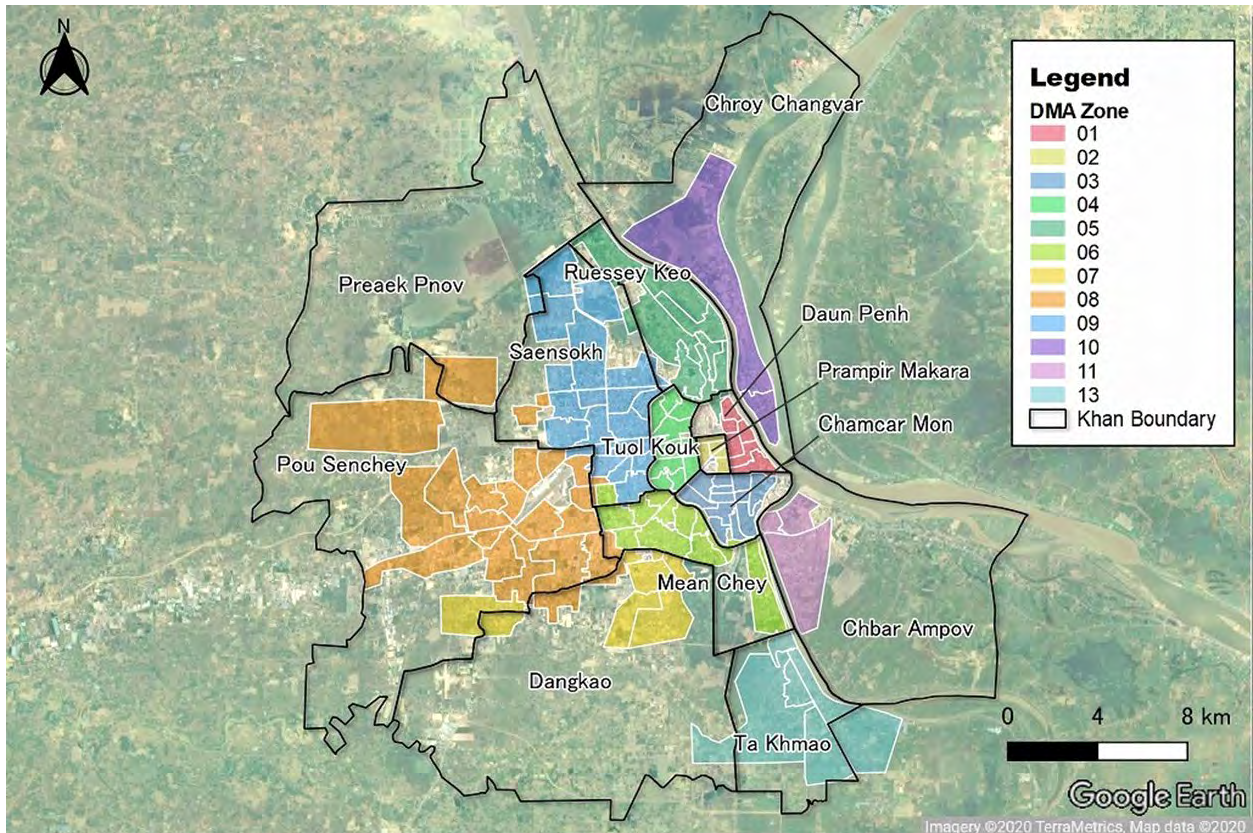 N
Chroy Changvar
Legend
DMA Zone
01
02
03
04
05
06
07
08
09
10
11
13
Khan Boundary
Preaek Pnov
Ruessey Keo
Daun Penh
Saensokh
Prampir Makara
Chamcar Mon
Tuol Kouk
Pou Senchey
Mean Chey
Chbar Ampov
Dangkao
Ta Khmao
0 4 8 km
Google Earth
Imagery ©2020 TerraMetrics, Map data ©2020